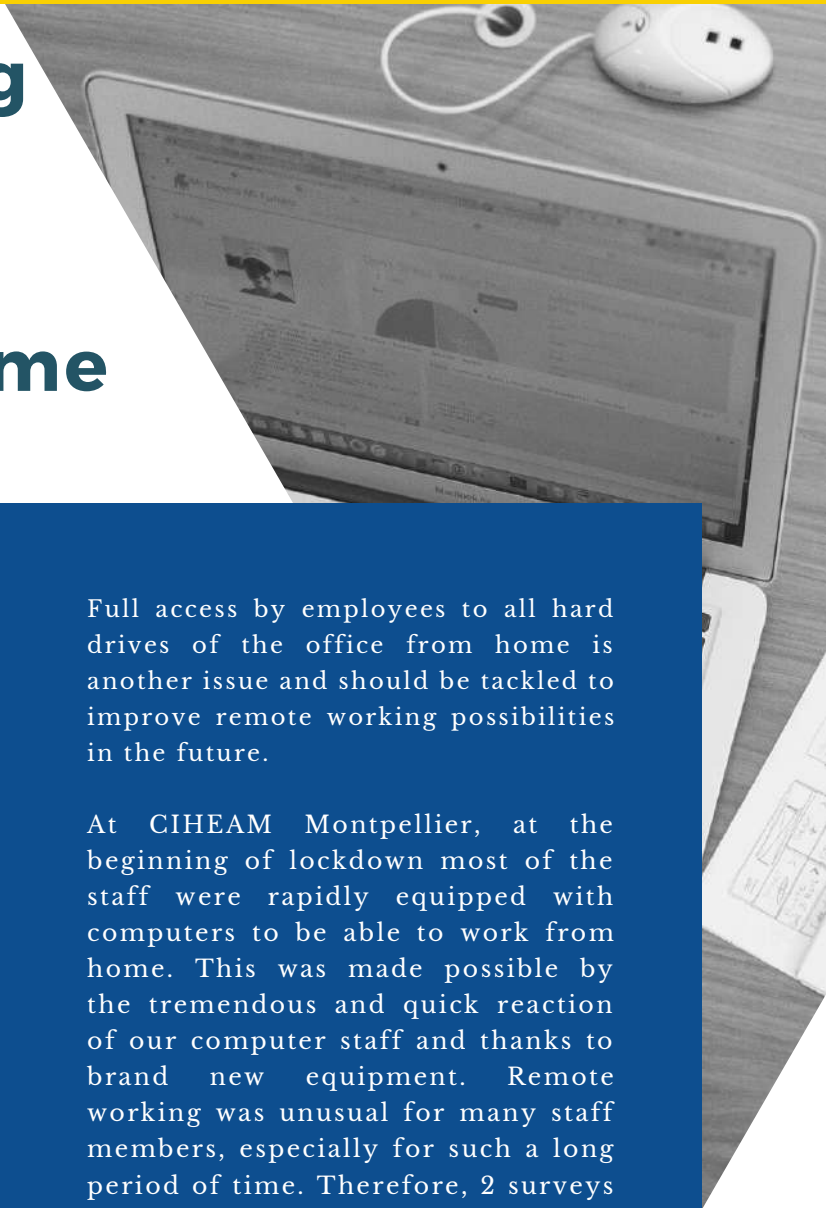 g
me
MacBook Air
Full access by employees to all hard
drives of the office from home is
another issue and should be tackled to
improve remote working possibilities
in the future.
At CIHEAM Montpellier, at the
beginning of lockdown most of the
staff were rapidly equipped with
computers to be able to work from
home. This was made possible by
the tremendous and quick reaction
of our computer staff and thanks to
brand new equipment. Remote
working was unusual for many staff
members, especially for such a long
period of time. Therefore, 2 surveys